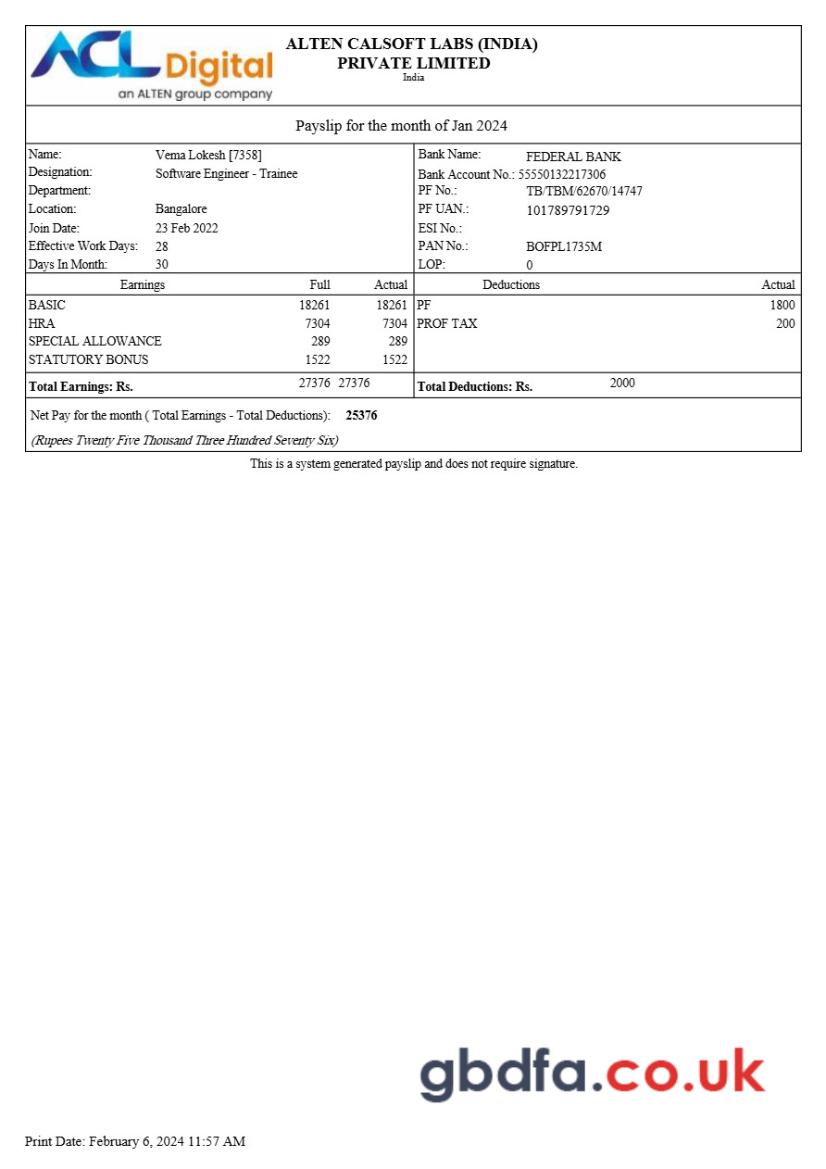 ACL Digital
an ALTEN group company
ALTEN CALSOFT LABS (INDIA)
PRIVATE LIMITED
India
Payslip for the month of Jan 2024
Name: Vema Lokesh [7358]
Designation: Software Engineer - Trainee
Department:
Location: Bangalore
Join Date: 23 Feb 2022
Effective Work Days: 28
Days In Month: 30
Bank Name: FEDERAL BANK
Bank Account No.: 55550132217306
PF No.: TB/TBM/62670/14747
PF UAN.: 101789791729
ESI No.:
PAN No.: BOFPL1735M
LOP: 0
Earnings Full Actual Deductions Actual
BASIC 18261 18261 PF 1800
HRA 7304 7304 PROF TAX 200
SPECIAL ALLOWANCE 289 289
STATUTORY BONUS 1522 1522
Total Earnings: Rs. 27376 27376 Total Deductions: Rs. 2000
Net Pay for the month ( Total Earnings - Total Deductions): 25376
(Rupees Twenty Five Thousand Three Hundred Seventy Six)
This is a system generated payslip and does not require signature.
gbdfa.co.uk
Print Date: February 6, 2024 11:57 AM